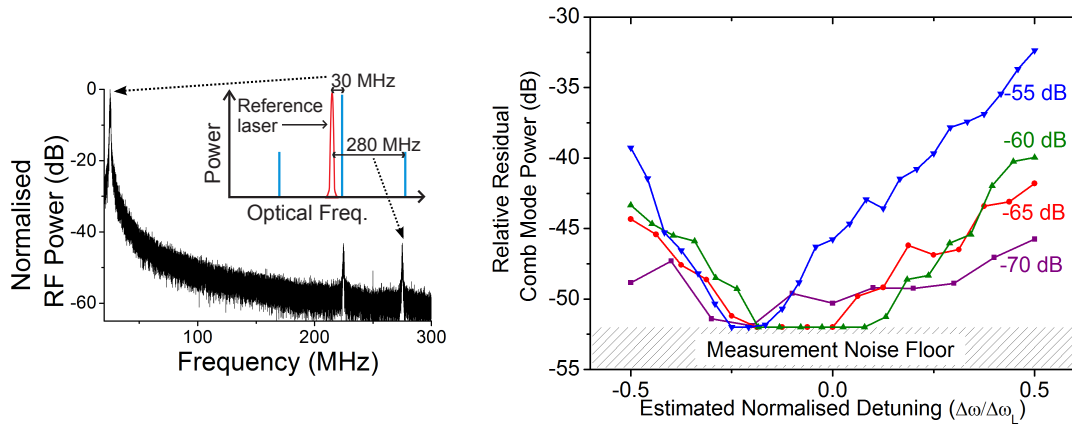 Normalised
RF Power (dB)
0
-20
-40
-60
100
200
300
Frequency (MHz)
30 MHz
Reference
laser
280 MHz
Power
Optical Freq.
Relative Residual
Comb Mode Power (dB)
-30
-35
-40
-45
-50
-55
-55 dB
-60 dB
-65 dB
-70 dB
Measurement Noise Floor
-0.5
0.0
0.5
Estimated Normalised Detuning (Δω/Δω_L)